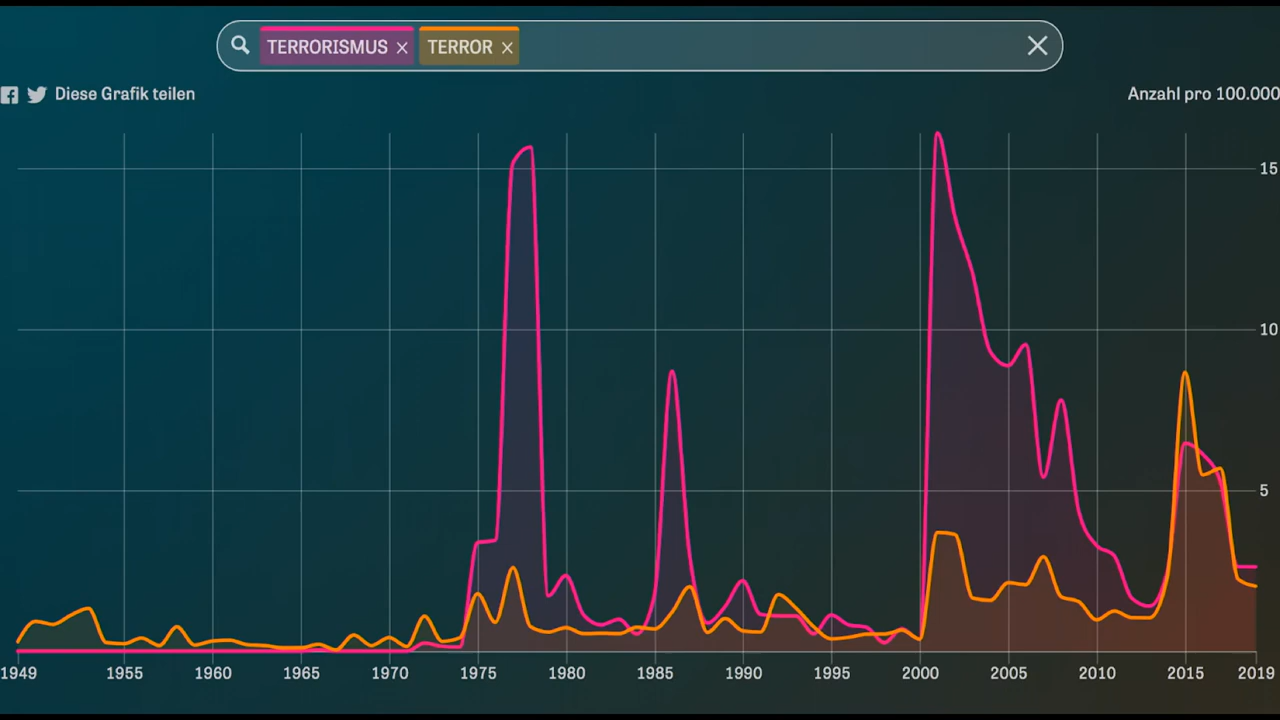 TERRORISMUS × TERROR ×
Diese Grafik teilen
Anzahl pro 100.000
15
10
5
1949 1955 1960 1965 1970 1975 1980 1985 1990 1995 2000 2005 2010 2015 2019